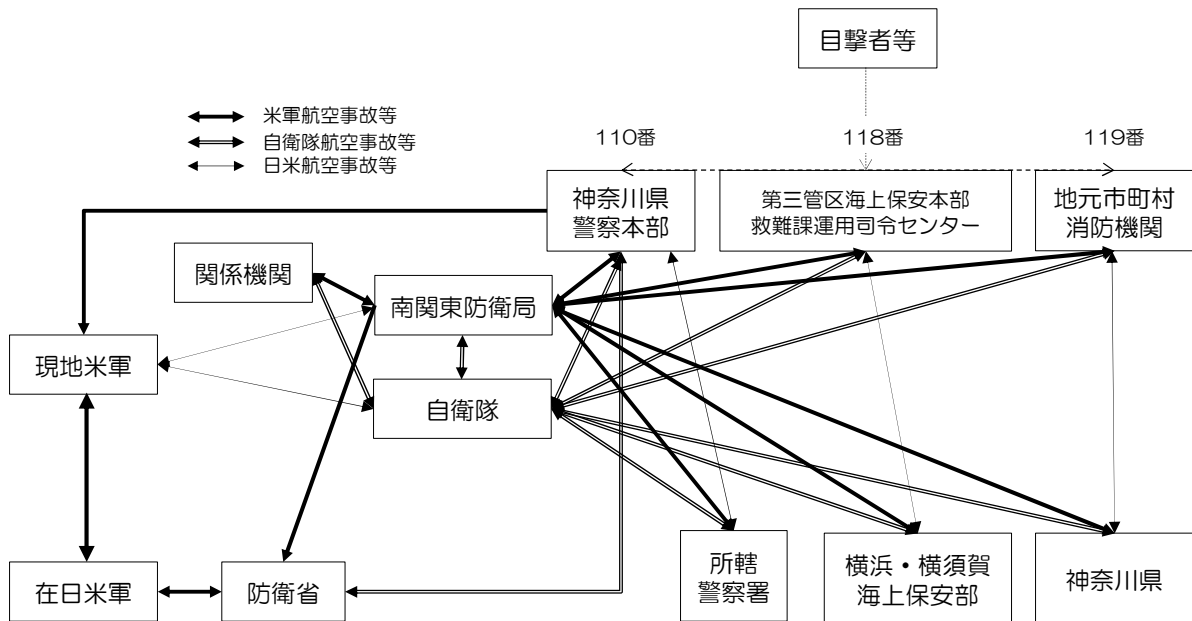 目撃者等
米軍航空事故等
自衛隊航空事故等
日米航空事故等
110番
118番
119番
神奈川県
警察本部
第三管区海上保安本部
救難課運用司令センター
地元市町村
消防機関
関係機関
南関東防衛局
現地米軍
自衛隊
在日米軍
防衛省
所轄
警察署
横浜・横須賀
海上保安部
神奈川県